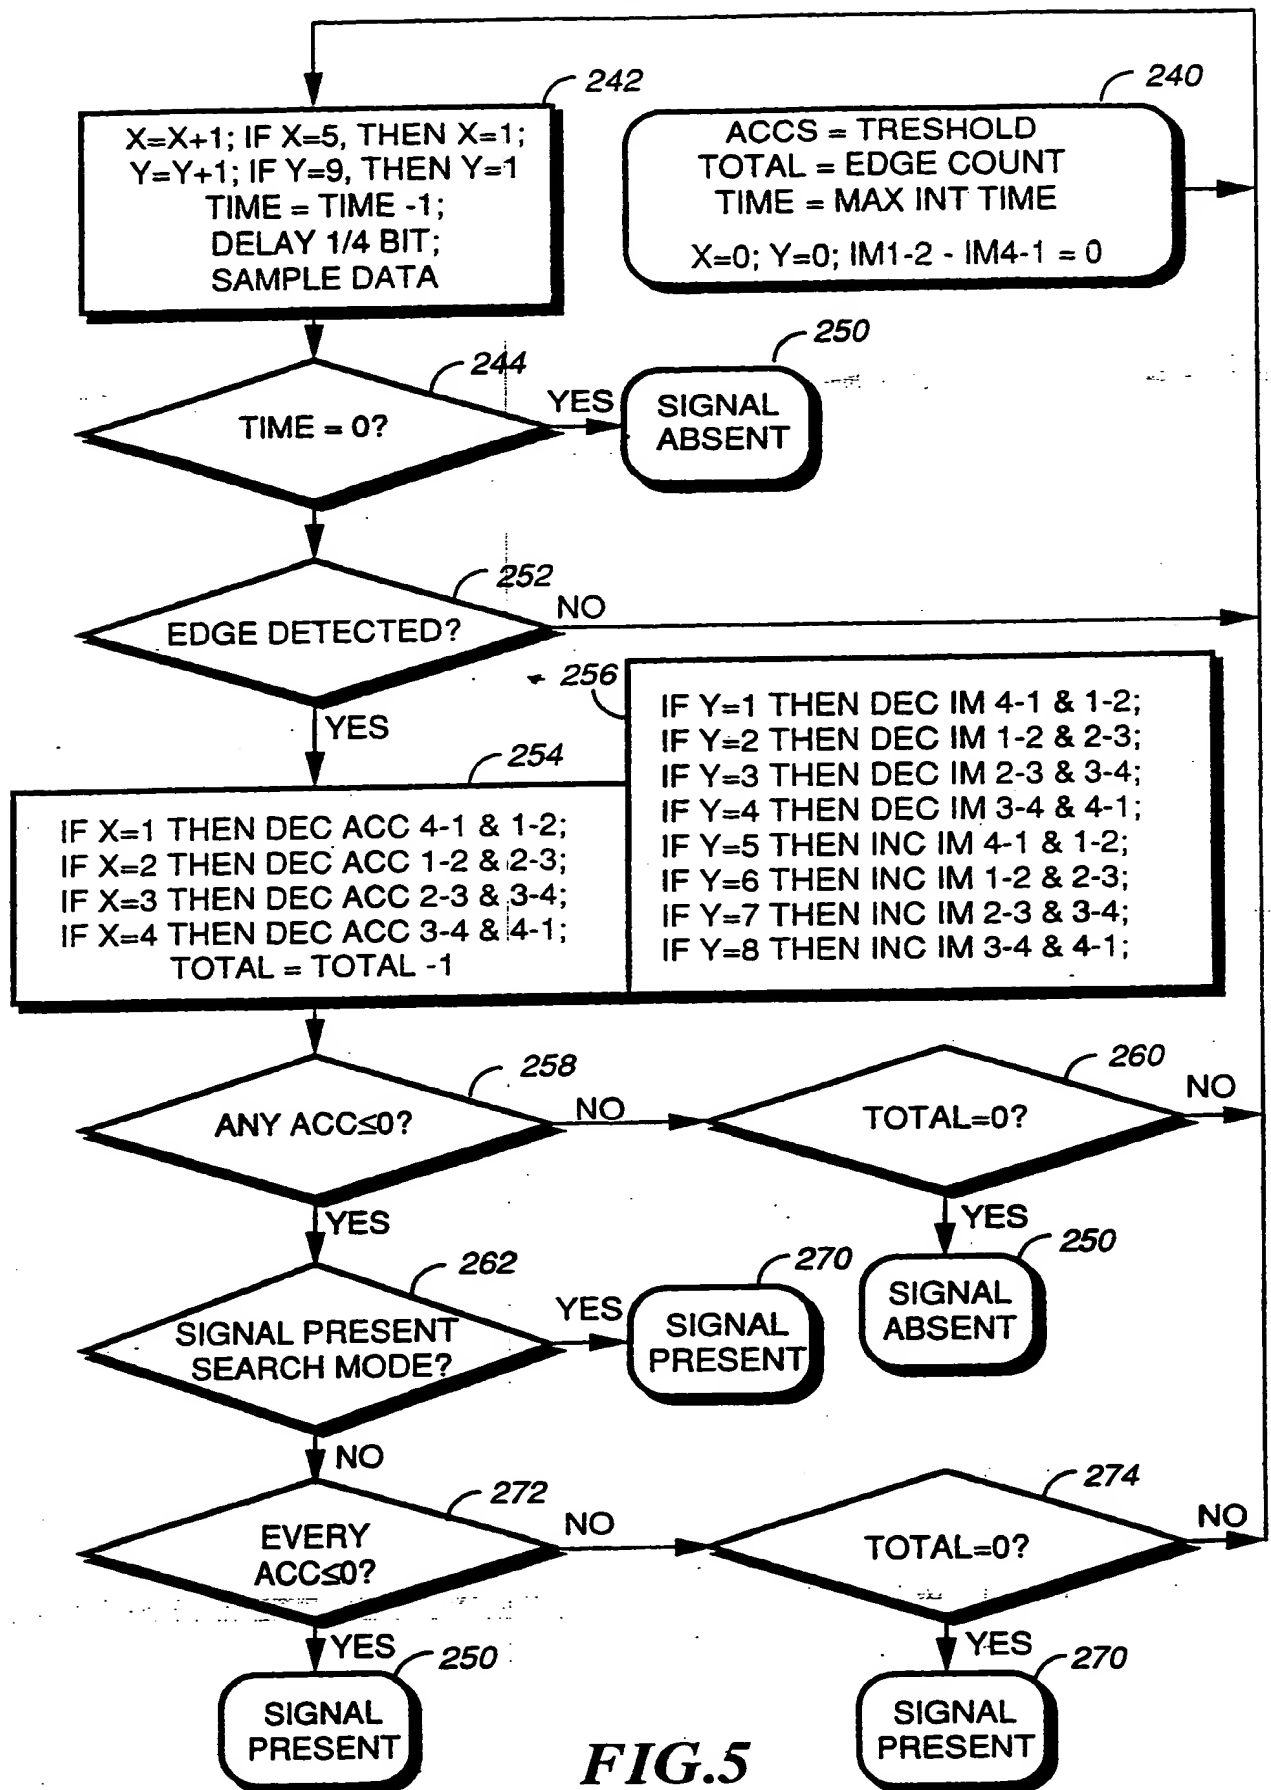 242
X=X+1; IF X=5, THEN X=1;
Y=Y+1; IF Y=9, THEN Y=1
TIME = TIME -1;
DELAY 1/4 BIT;
SAMPLE DATA
240
ACCS = TRESHOLD
TOTAL = EDGE COUNT
TIME = MAX INT TIME
X=0; Y=0; IM1-2 - IM4-1 = 0
244
TIME = 0?
YES
250
SIGNAL
ABSENT
252
EDGE DETECTED?
NO
YES
256
IF Y=1 THEN DEC IM 4-1 & 1-2;
IF Y=2 THEN DEC IM 1-2 & 2-3;
IF Y=3 THEN DEC IM 2-3 & 3-4;
IF Y=4 THEN DEC IM 3-4 & 4-1;
IF Y=5 THEN INC IM 4-1 & 1-2;
IF Y=6 THEN INC IM 1-2 & 2-3;
IF Y=7 THEN INC IM 2-3 & 3-4;
IF Y=8 THEN INC IM 3-4 & 4-1;
254
IF X=1 THEN DEC ACC 4-1 & 1-2;
IF X=2 THEN DEC ACC 1-2 & 2-3;
IF X=3 THEN DEC ACC 2-3 & 3-4;
IF X=4 THEN DEC ACC 3-4 & 4-1;
TOTAL = TOTAL -1
258
ANY ACC≤0?
NO
260
TOTAL=0?
NO
YES
YES
250
SIGNAL
ABSENT
262
SIGNAL PRESENT
SEARCH MODE?
YES
270
SIGNAL
PRESENT
NO
272
EVERY
ACC≤0?
NO
274
TOTAL=0?
NO
YES
250
SIGNAL
PRESENT
YES
270
SIGNAL
PRESENT
FIG.5